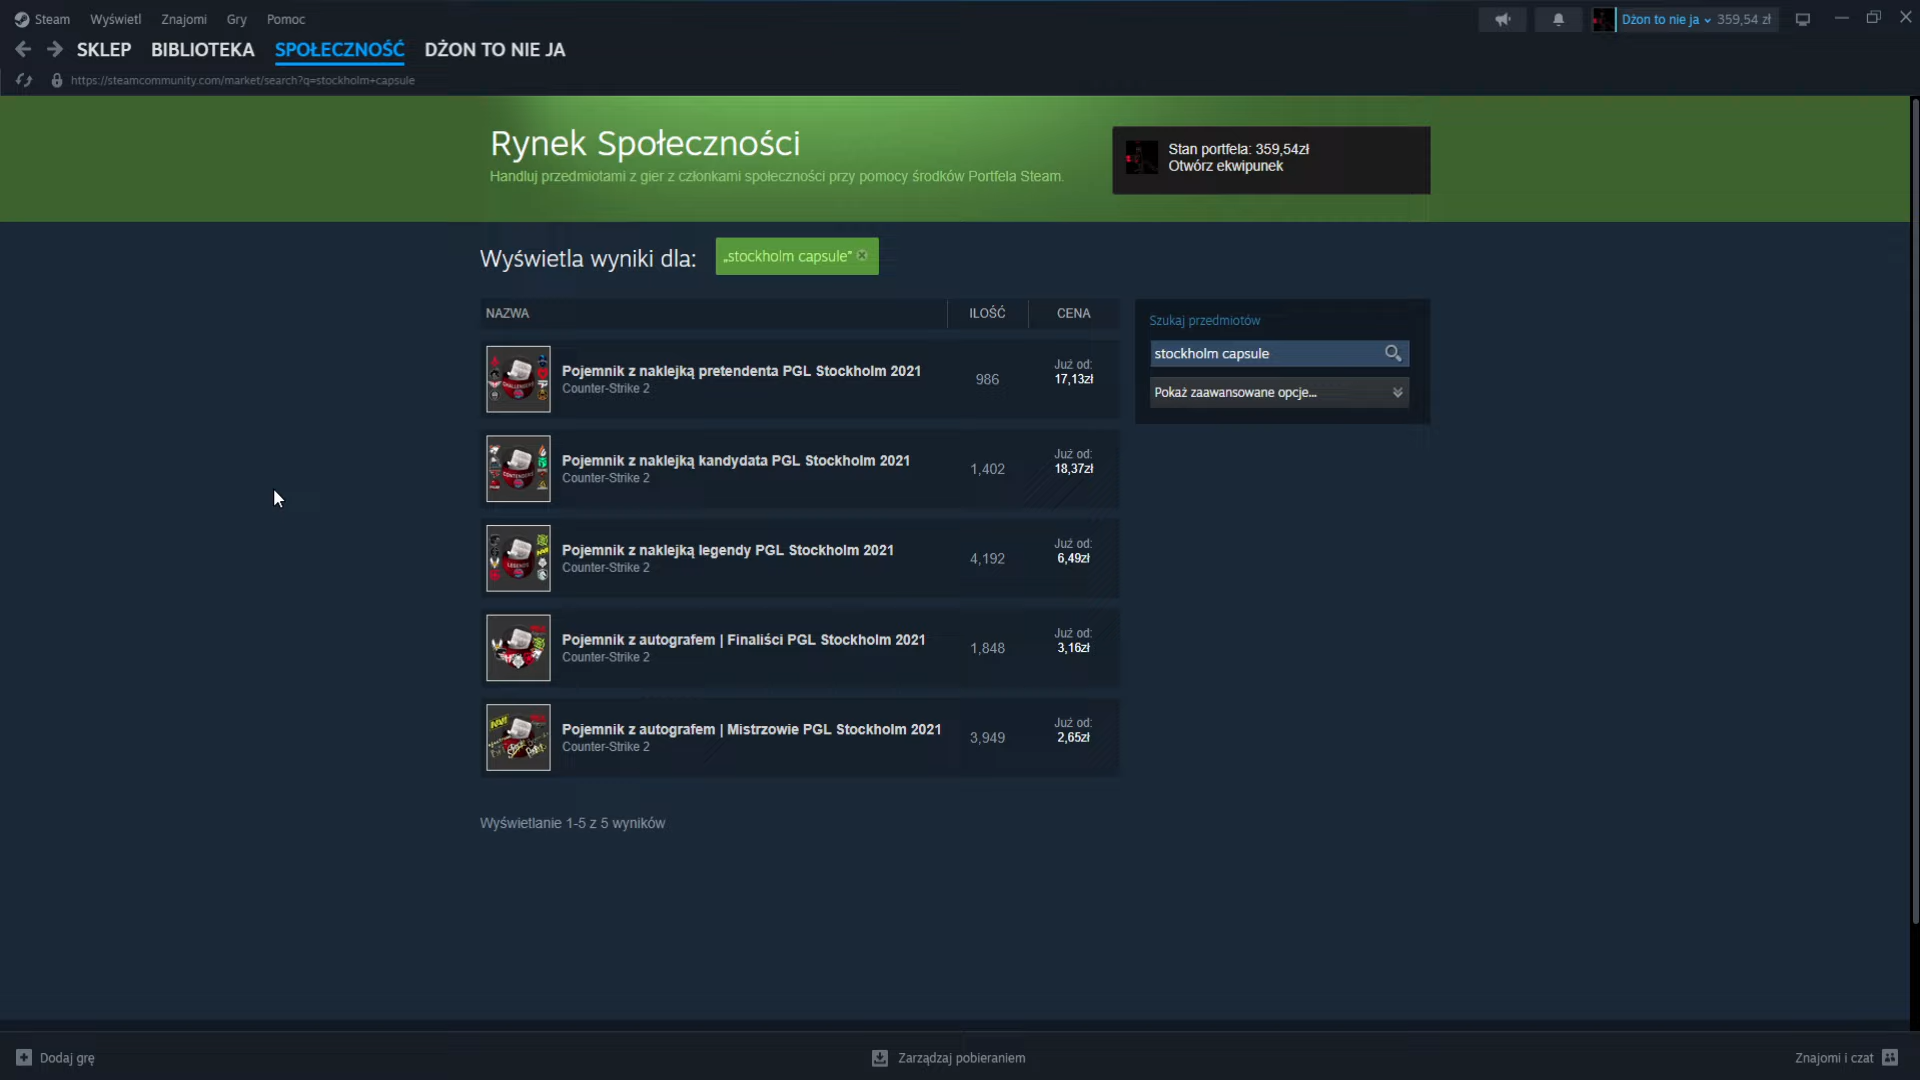 Steam Wyświetl Znajomi Gry Pomoc
Dżon to nie ja 359,54 zł
SKLEP BIBLIOTEKA SPOŁECZNOŚĆ DŻON TO NIE JA
https://steamcommunity.com/market/search?q=stockholm+capsule
Rynek Społeczności
Handluj przedmiotami z gier z członkami społeczności przy pomocy środków Portfela Steam.
Stan portfela: 359,54zł
Otwórz ekwipunek
Wyświetla wyniki dla: „stockholm capsule”
NAZWA ILOŚĆ CENA
Pojemnik z naklejką pretendenta PGL Stockholm 2021
Counter-Strike 2
986
Już od:
17,13zł
Pojemnik z naklejką kandydata PGL Stockholm 2021
Counter-Strike 2
1,402
Już od:
18,37zł
Pojemnik z naklejką legendy PGL Stockholm 2021
Counter-Strike 2
4,192
Już od:
6,49zł
Pojemnik z autografem | Finaliści PGL Stockholm 2021
Counter-Strike 2
1,848
Już od:
3,16zł
Pojemnik z autografem | Mistrzowie PGL Stockholm 2021
Counter-Strike 2
3,949
Już od:
2,65zł
Szukaj przedmiotów
stockholm capsule
Pokaż zaawansowane opcje...
Wyświetlanie 1-5 z 5 wyników
Dodaj grę
Zarządzaj pobieraniem
Znajomi i czat